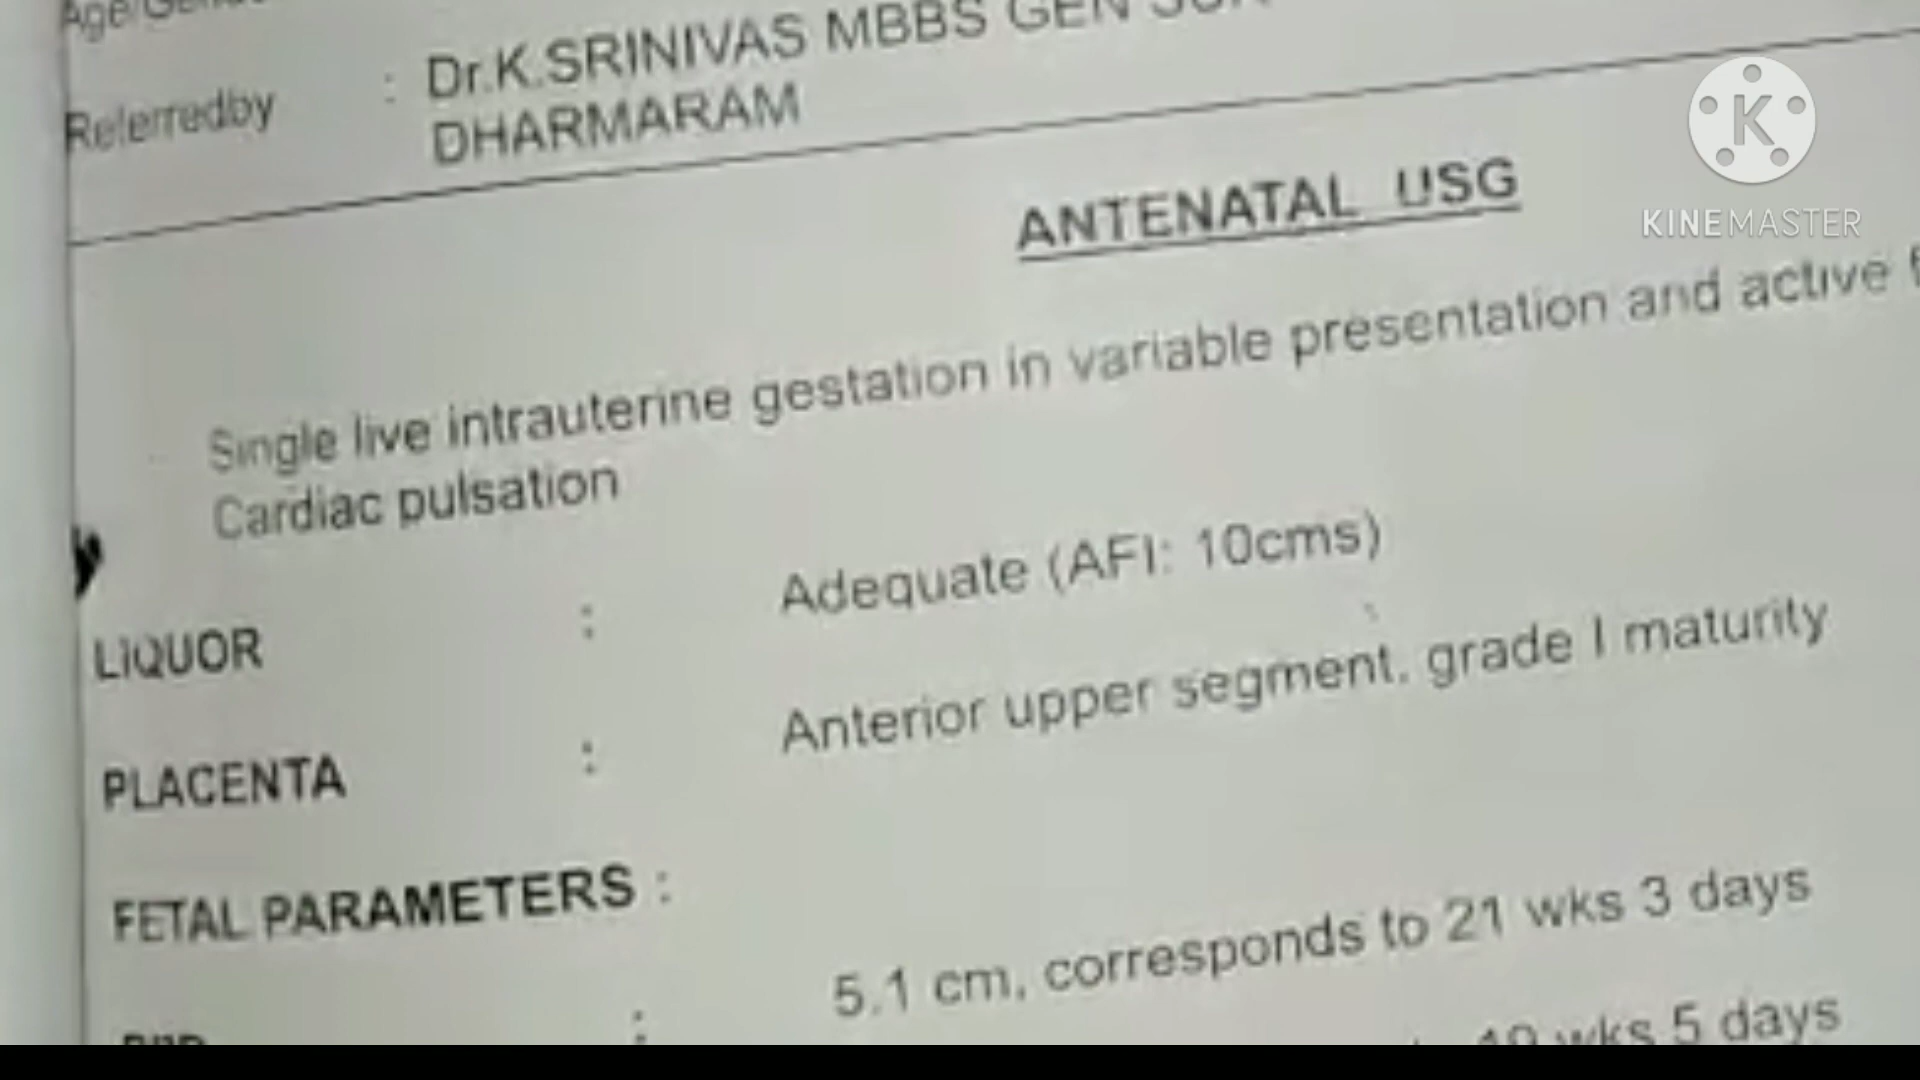 Referredby : Dr.K.SRINIVAS MBBS GEN
DHARMARAM
KINEMASTER
ANTENATAL USG
Single live intrauterine gestation in variable presentation and active
Cardiac pulsation
LIQUOR : Adequate (AFI: 10cms)
PLACENTA : Anterior upper segment, grade I maturity
FETAL PARAMETERS :
: 5.1 cm, corresponds to 21 wks 3 days
19 wks 5 days